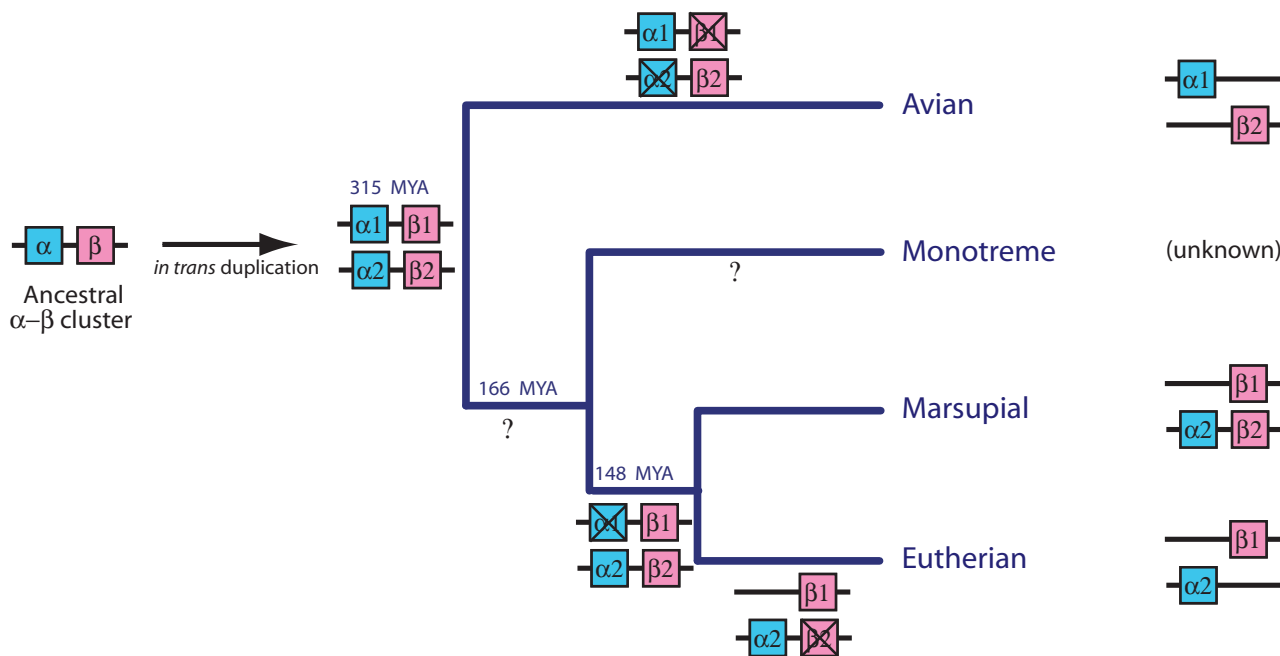 α1 β1
α2 β2
Avian
α1
β2
315 MYA
α1 β1
α2 β2
α β
in trans duplication
Ancestral
α–β cluster
Monotreme
(unknown)
?
166 MYA
?
Marsupial
β1
α2 β2
148 MYA
α1 β1
α2 β2
Eutherian
β1
α2
β1
α2 β2